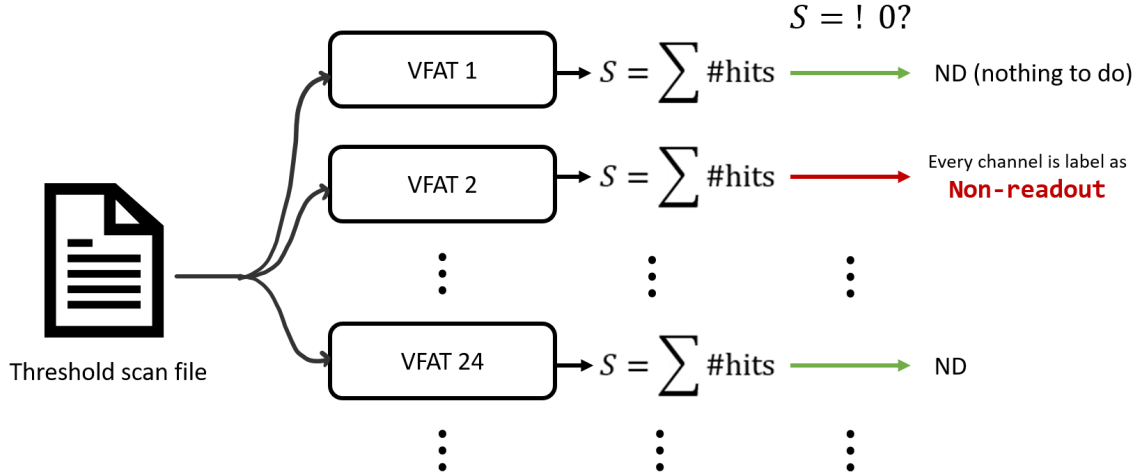 S = ! 0?
VFAT 1
S = ∑ #hits
ND (nothing to do)
VFAT 2
S = ∑ #hits
Every channel is label as
Non-readout
VFAT 24
S = ∑ #hits
ND
Threshold scan file